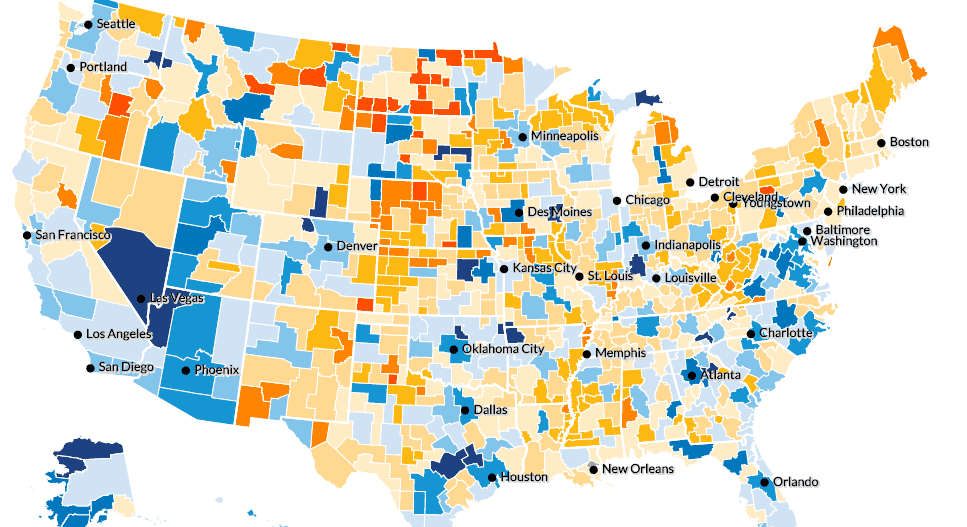 Seattle
Portland
Minneapolis
Boston
Detroit
New York
Cleveland
Youngstown
Chicago
Des Moines
Philadelphia
Baltimore
San Francisco
Washington
Denver
Indianapolis
Kansas City
St. Louis
Louisville
Las Vegas
Los Angeles
Charlotte
Oklahoma City
Memphis
San Diego
Phoenix
Atlanta
Dallas
New Orleans
Houston
Orlando